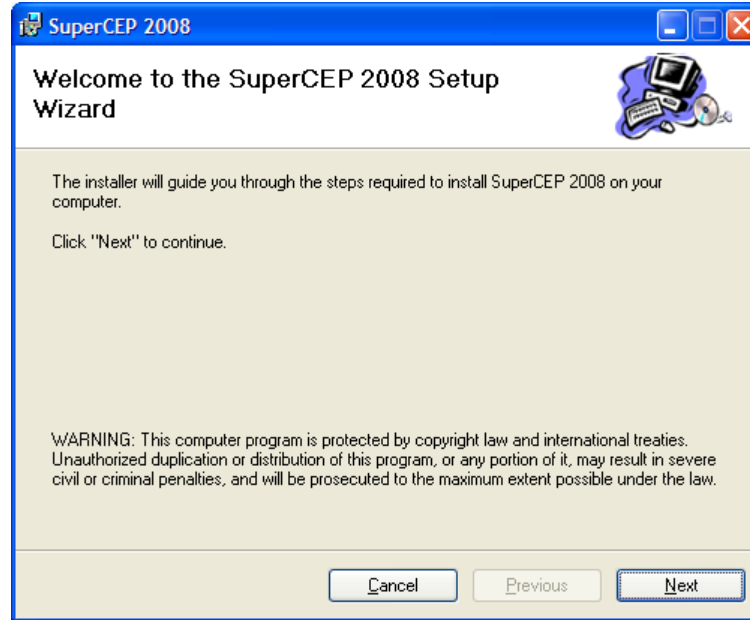 SuperCEP 2008
Welcome to the SuperCEP 2008 Setup
Wizard
The installer will guide you through the steps required to install SuperCEP 2008 on your
computer.
Click "Next" to continue.
WARNING: This computer program is protected by copyright law and international treaties.
Unauthorized duplication or distribution of this program, or any portion of it, may result in severe
civil or criminal penalties, and will be prosecuted to the maximum extent possible under the law.
Cancel Previous Next